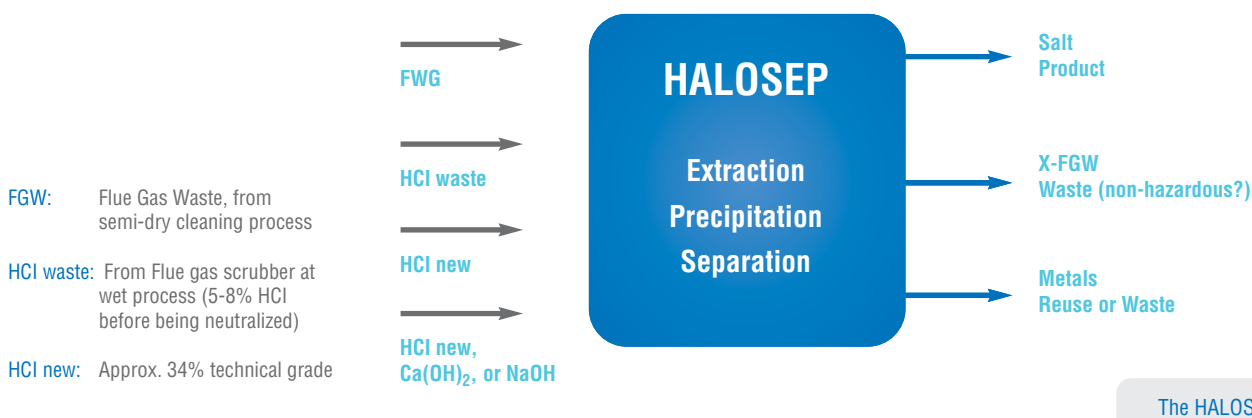 FGW: Flue Gas Waste, from
semi-dry cleaning process
HCl waste: From Flue gas scrubber at
wet process (5-8% HCl
before being neutralized)
HCl new: Approx. 34% technical grade
FWG
HCl waste
HCl new
HCl new,
Ca(OH)₂, or NaOH
HALOSEP
Extraction
Precipitation
Separation
Salt
Product
X-FGW
Waste (non-hazardous?)
Metals
Reuse or Waste
The HALOS